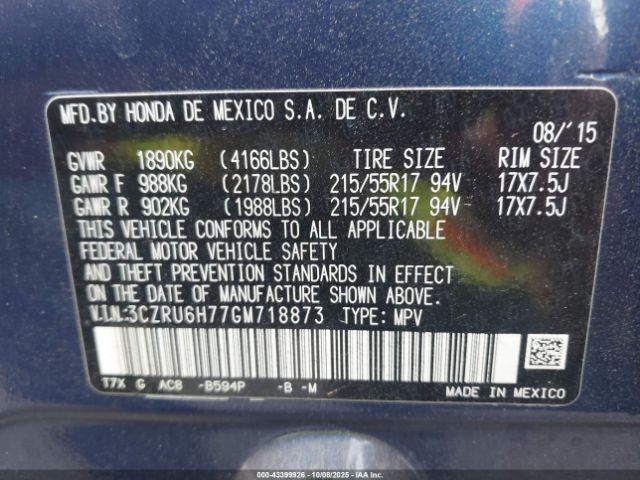 MFD.BY HONDA DE MEXICO S.A. DE C.V.
08/'15
GVWR 1890KG (4166LBS) TIRE SIZE RIM SIZE
GAWR F 988KG (2178LBS) 215/55R17 94V 17X7.5J
GAWR R 902KG (1988LBS) 215/55R17 94V 17X7.5J
THIS VEHICLE CONFORMS TO ALL APPLICABLE
FEDERAL MOTOR VEHICLE SAFETY
AND THEFT PREVENTION STANDARDS IN EFFECT
ON THE DATE OF MANUFACTURE SHOWN ABOVE.
V.I.N.:3CZRU6H77GM718873 TYPE: MPV
T7X G AC8 -B594P -B -M
MADE IN MEXICO
000-43399926 | 10/08/2025 | IAA Inc.